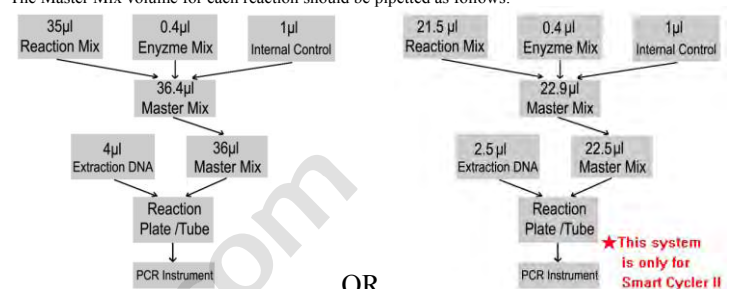 The Master Mix volume for each reaction should be pipetted as follows:
35µl
Reaction Mix
0.4µl
Enyzme Mix
1µl
Internal Control
36.4µl
Master Mix
4µl
Extraction DNA
36µl
Master Mix
Reaction
Plate /Tube
PCR Instrument
OR
21.5 µl
Reaction Mix
0.4 µl
Enyzme Mix
1µl
Internal Control
22.9µl
Master Mix
2.5 µl
Extraction DNA
22.5 µl
Master Mix
Reaction
Plate /Tube
PCR Instrument
★This system
is only for
Smart Cycler II
com